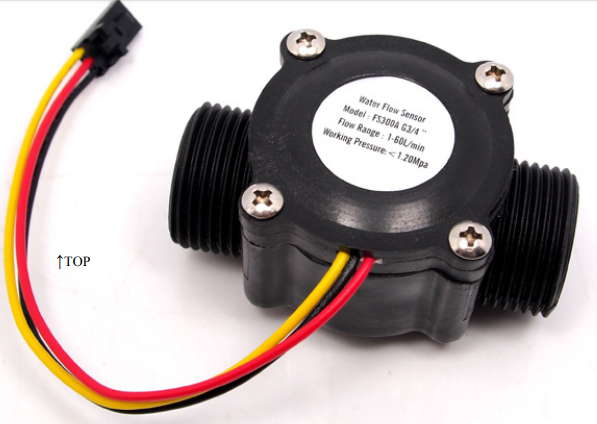 Water Flow Sensor
Model : FS300A G3/4 "
Flow Range : 1-60L/min
Working Pressure: < 1.20Mpa
↑TOP